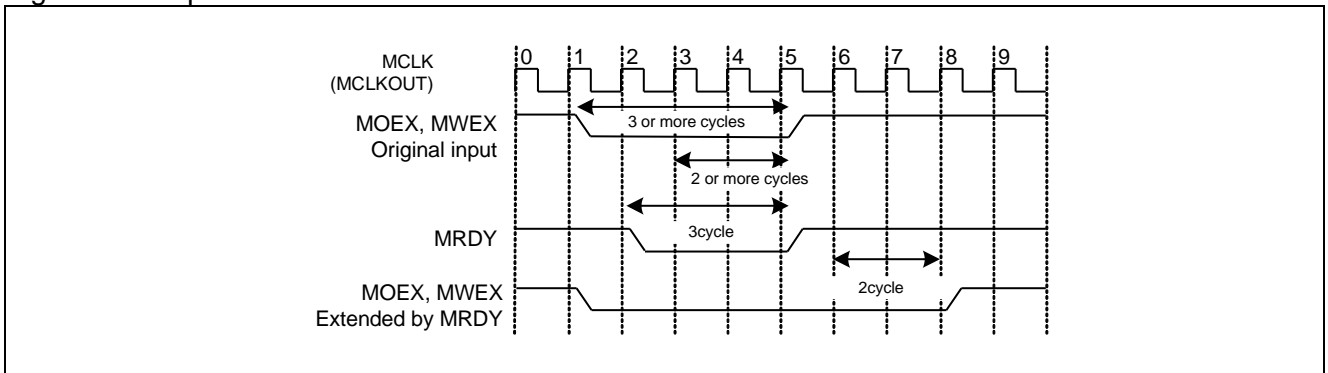 MCLK
(MCLKOUT)
0 1 2 3 4 5 6 7 8 9
MOEX, MWEX
Original input
3 or more cycles
2 or more cycles
MRDY
3cycle
2cycle
MOEX, MWEX
Extended by MRDY